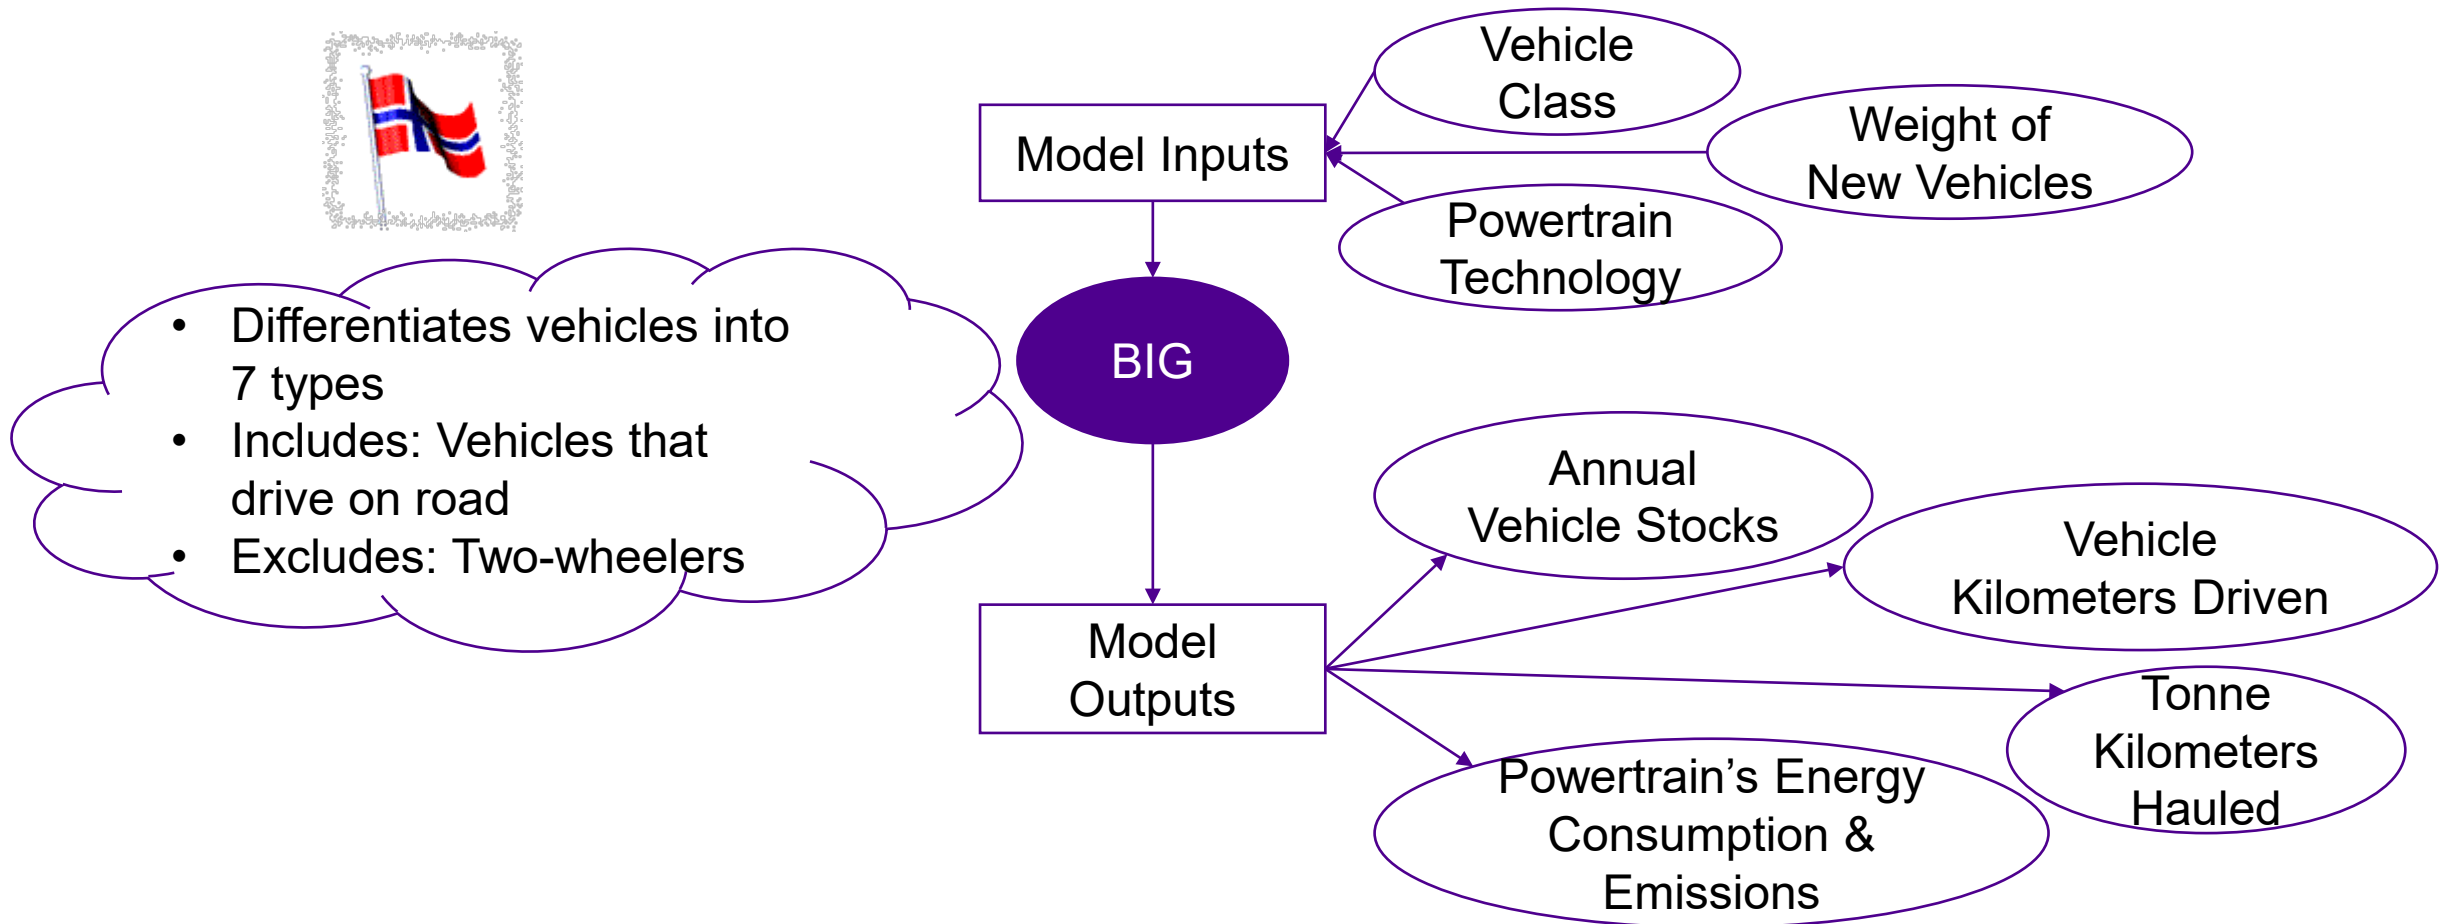 Vehicle
Class
Weight of
New Vehicles
Model Inputs
Powertrain
Technology
• Differentiates vehicles into
7 types
• Includes: Vehicles that
drive on road
• Excludes: Two-wheelers
BIG
Annual
Vehicle Stocks
Vehicle
Kilometers Driven
Model
Outputs
Tonne
Kilometers
Hauled
Powertrain’s Energy
Consumption &
Emissions